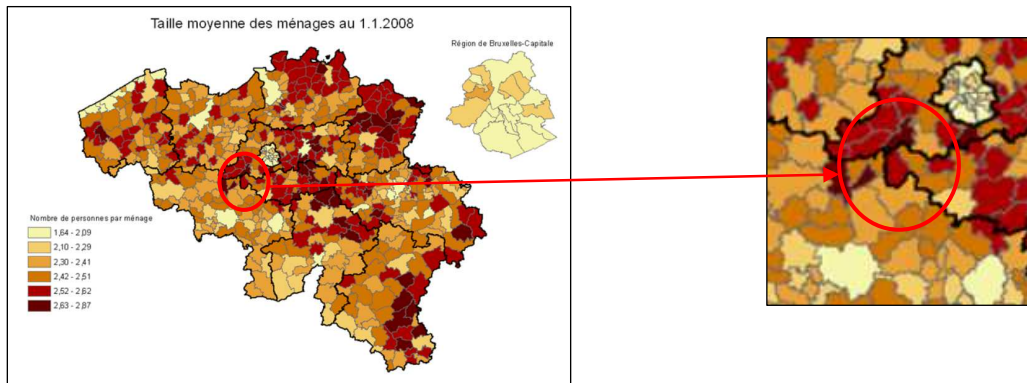 Taille moyenne des ménages au 1.1.2008
Région de Bruxelles-Capitale
Nombre de personnes par ménage
1,64 - 2,09
2,10 - 2,29
2,30 - 2,41
2,42 - 2,51
2,52 - 2,62
2,63 - 2,87